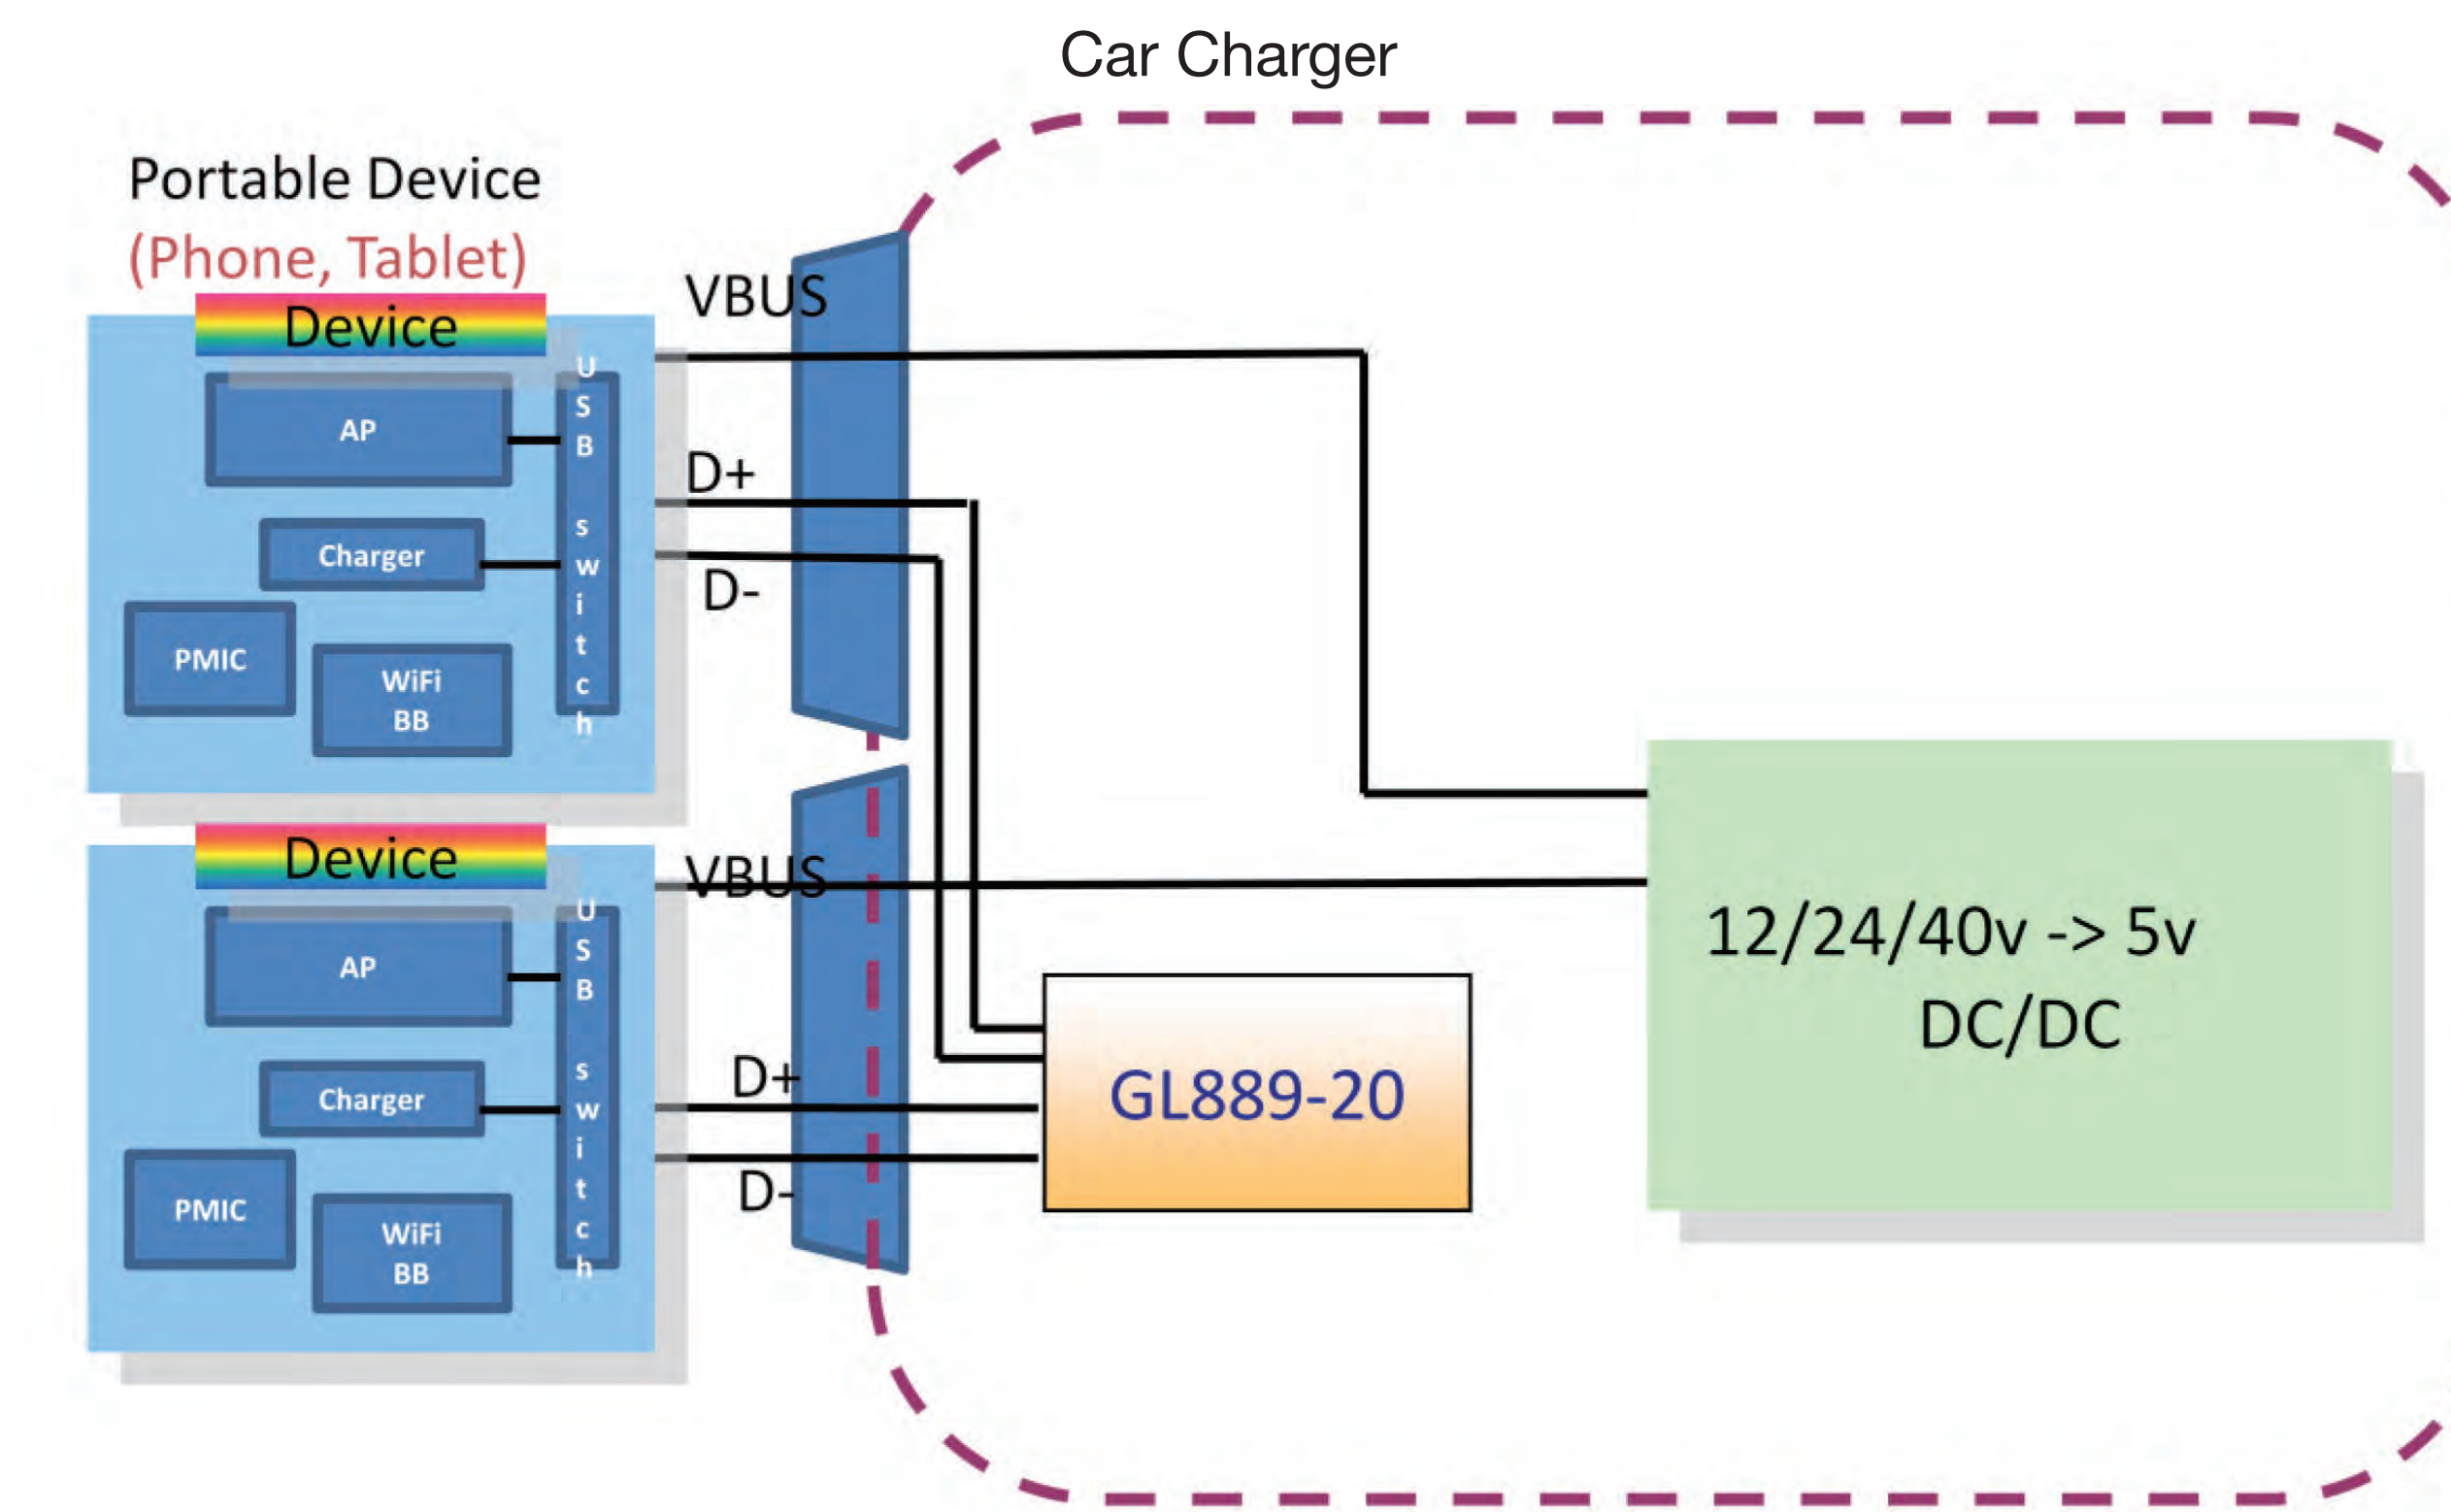 Car Charger
Portable Device
(Phone, Tablet)
Device
VBUS
AP
USB switch
D+
Charger
D-
PMIC
WiFi
BB
Device
VBUS
AP
USB switch
12/24/40v -> 5v
DC/DC
D+
Charger
GL889-20
D-
PMIC
WiFi
BB